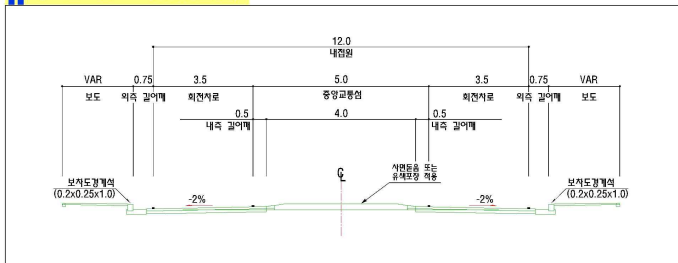 12.0
내접원
VAR 0.75 3.5 5.0 3.5 0.75 VAR
보도 외측 길어깨 회전차로 중앙교통섬 회전차로 외측 길어깨 보도
0.5 4.0 0.5
내측 길어깨 내측 길어깨
사면돋움 또는
유색포장 적용
C
L
보차도경계석 보차도경계석
(0.2x0.25x1.0) (0.2x0.25x1.0)
-2% -2%